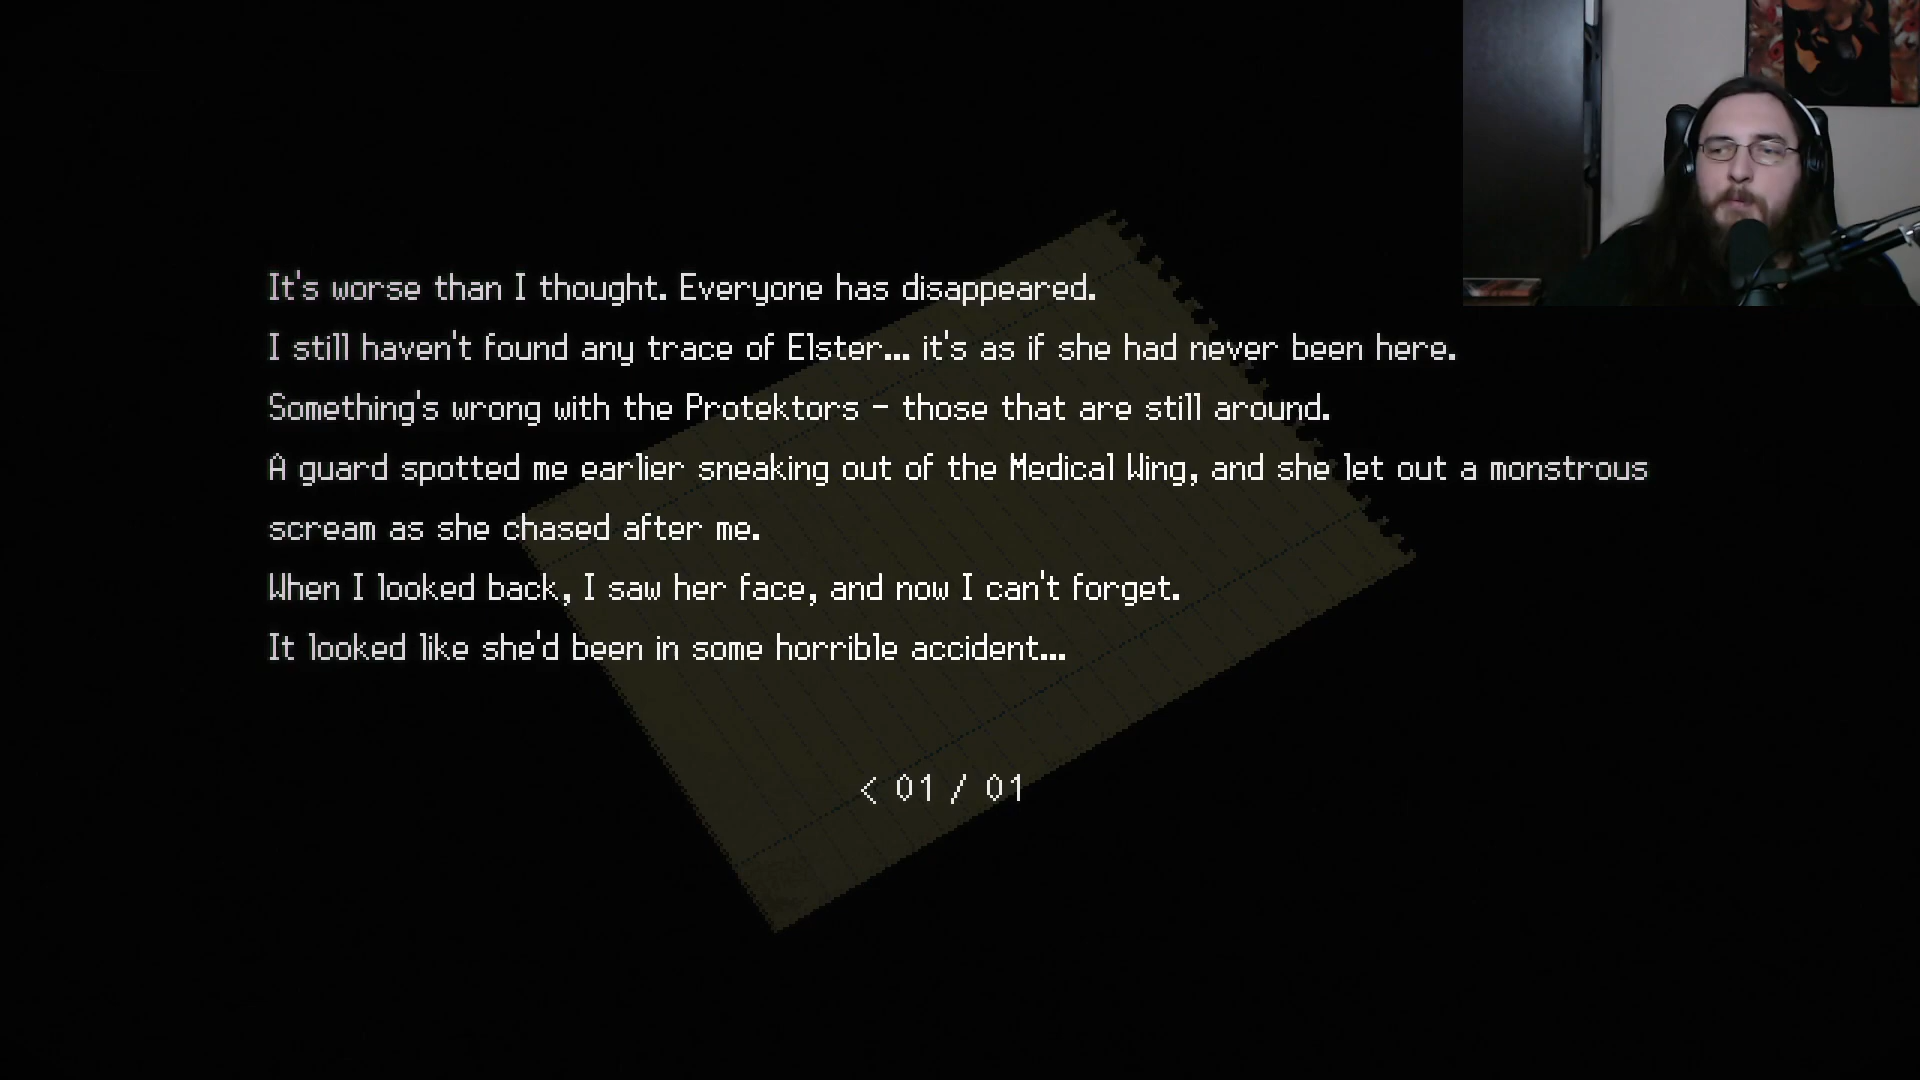 It's worse than I thought. Everyone has disappeared.
I still haven't found any trace of Elster... it's as if she had never been here.
Something's wrong with the Protektors - those that are still around.
A guard spotted me earlier sneaking out of the Medical Wing, and she let out a monstrous
scream as she chased after me.
When I looked back, I saw her face, and now I can't forget.
It looked like she'd been in some horrible accident...
< 01 / 01